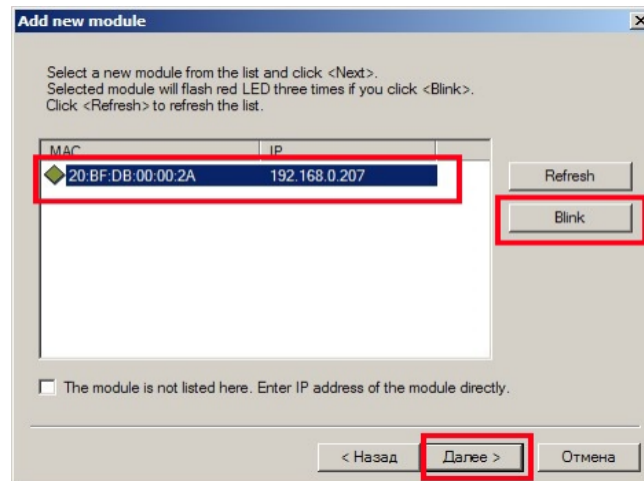 Add new module
Select a new module from the list and click <Next>.
Selected module will flash red LED three times if you click <Blink>.
Click <Refresh> to refresh the list.
MAC IP
20:BF:DB:00:00:2A 192.168.0.207
Refresh
Blink
The module is not listed here. Enter IP address of the module directly.
< Назад Далее > Отмена